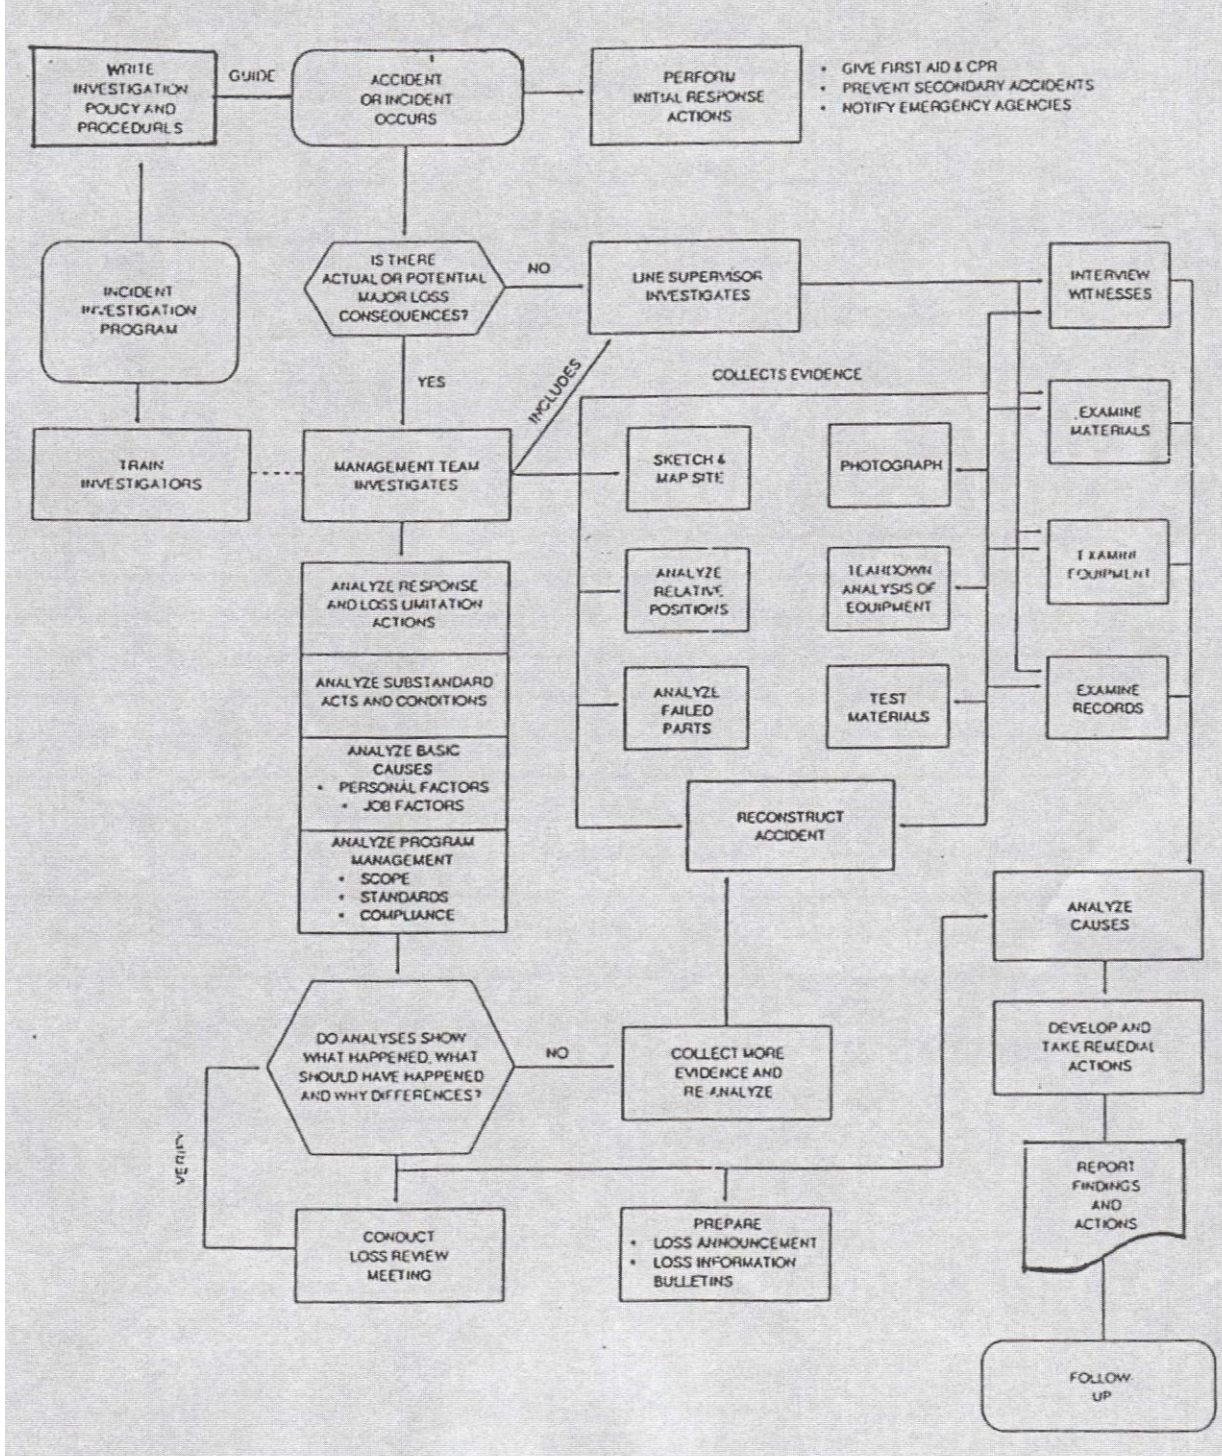 WRITE
INVESTIGATION
POLICY AND
PROCEDURLS
GUIDE
ACCIDENT
OR INCIDENT
OCCURS
PERFORM
INITIAL RESPONSE
ACTIONS
• GIVE FIRST AID & CPR
• PREVENT SECONDARY ACCIDENTS
• NOTIFY EMERGENCY AGENCIES
INCIDENT
INVESTIGATION
PROGRAM
IS THERE
ACTUAL OR POTENTIAL
MAJOR LOSS
CONSEQUENCES?
NO
LINE SUPERVISOR
INVESTIGATES
INTERVIEW
WITNESSES
YES
INCLUDES
COLLECTS EVIDENCE
EXAMINE
MATERIALS
TRAIN
INVESTIGATORS
MANAGEMENT TEAM
INVESTIGATES
SKETCH &
MAP SITE
PHOTOGRAPH
EXAMINE
EQUIPMENT
ANALYZE RESPONSE
AND LOSS LIMITATION
ACTIONS
ANALYZE
RELATIVE
POSITIONS
TEARDOWN
ANALYSIS OF
EQUIPMENT
ANALYZE SUBSTANDARD
ACTS AND CONDITIONS
ANALYZE
FAILED
PARTS
TEST
MATERIALS
EXAMINE
RECORDS
ANALYZE BASIC
CAUSES
• PERSONAL FACTORS
• JOB FACTORS
RECONSTRUCT
ACCIDENT
ANALYZE PROGRAM
MANAGEMENT
• SCOPE
• STANDARDS
• COMPLIANCE
ANALYZE
CAUSES
DO ANALYSES SHOW
WHAT HAPPENED, WHAT
SHOULD HAVE HAPPENED
AND WHY DIFFERENCES?
NO
COLLECT MORE
EVIDENCE AND
RE-ANALYZE
DEVELOP AND
TAKE REMEDIAL
ACTIONS
VERIFY
REPORT
FINDINGS
AND
ACTIONS
CONDUCT
LOSS REVIEW
MEETING
PREPARE
• LOSS ANNOUNCEMENT
• LOSS INFORMATION
BULLETINS
FOLLOW-
UP